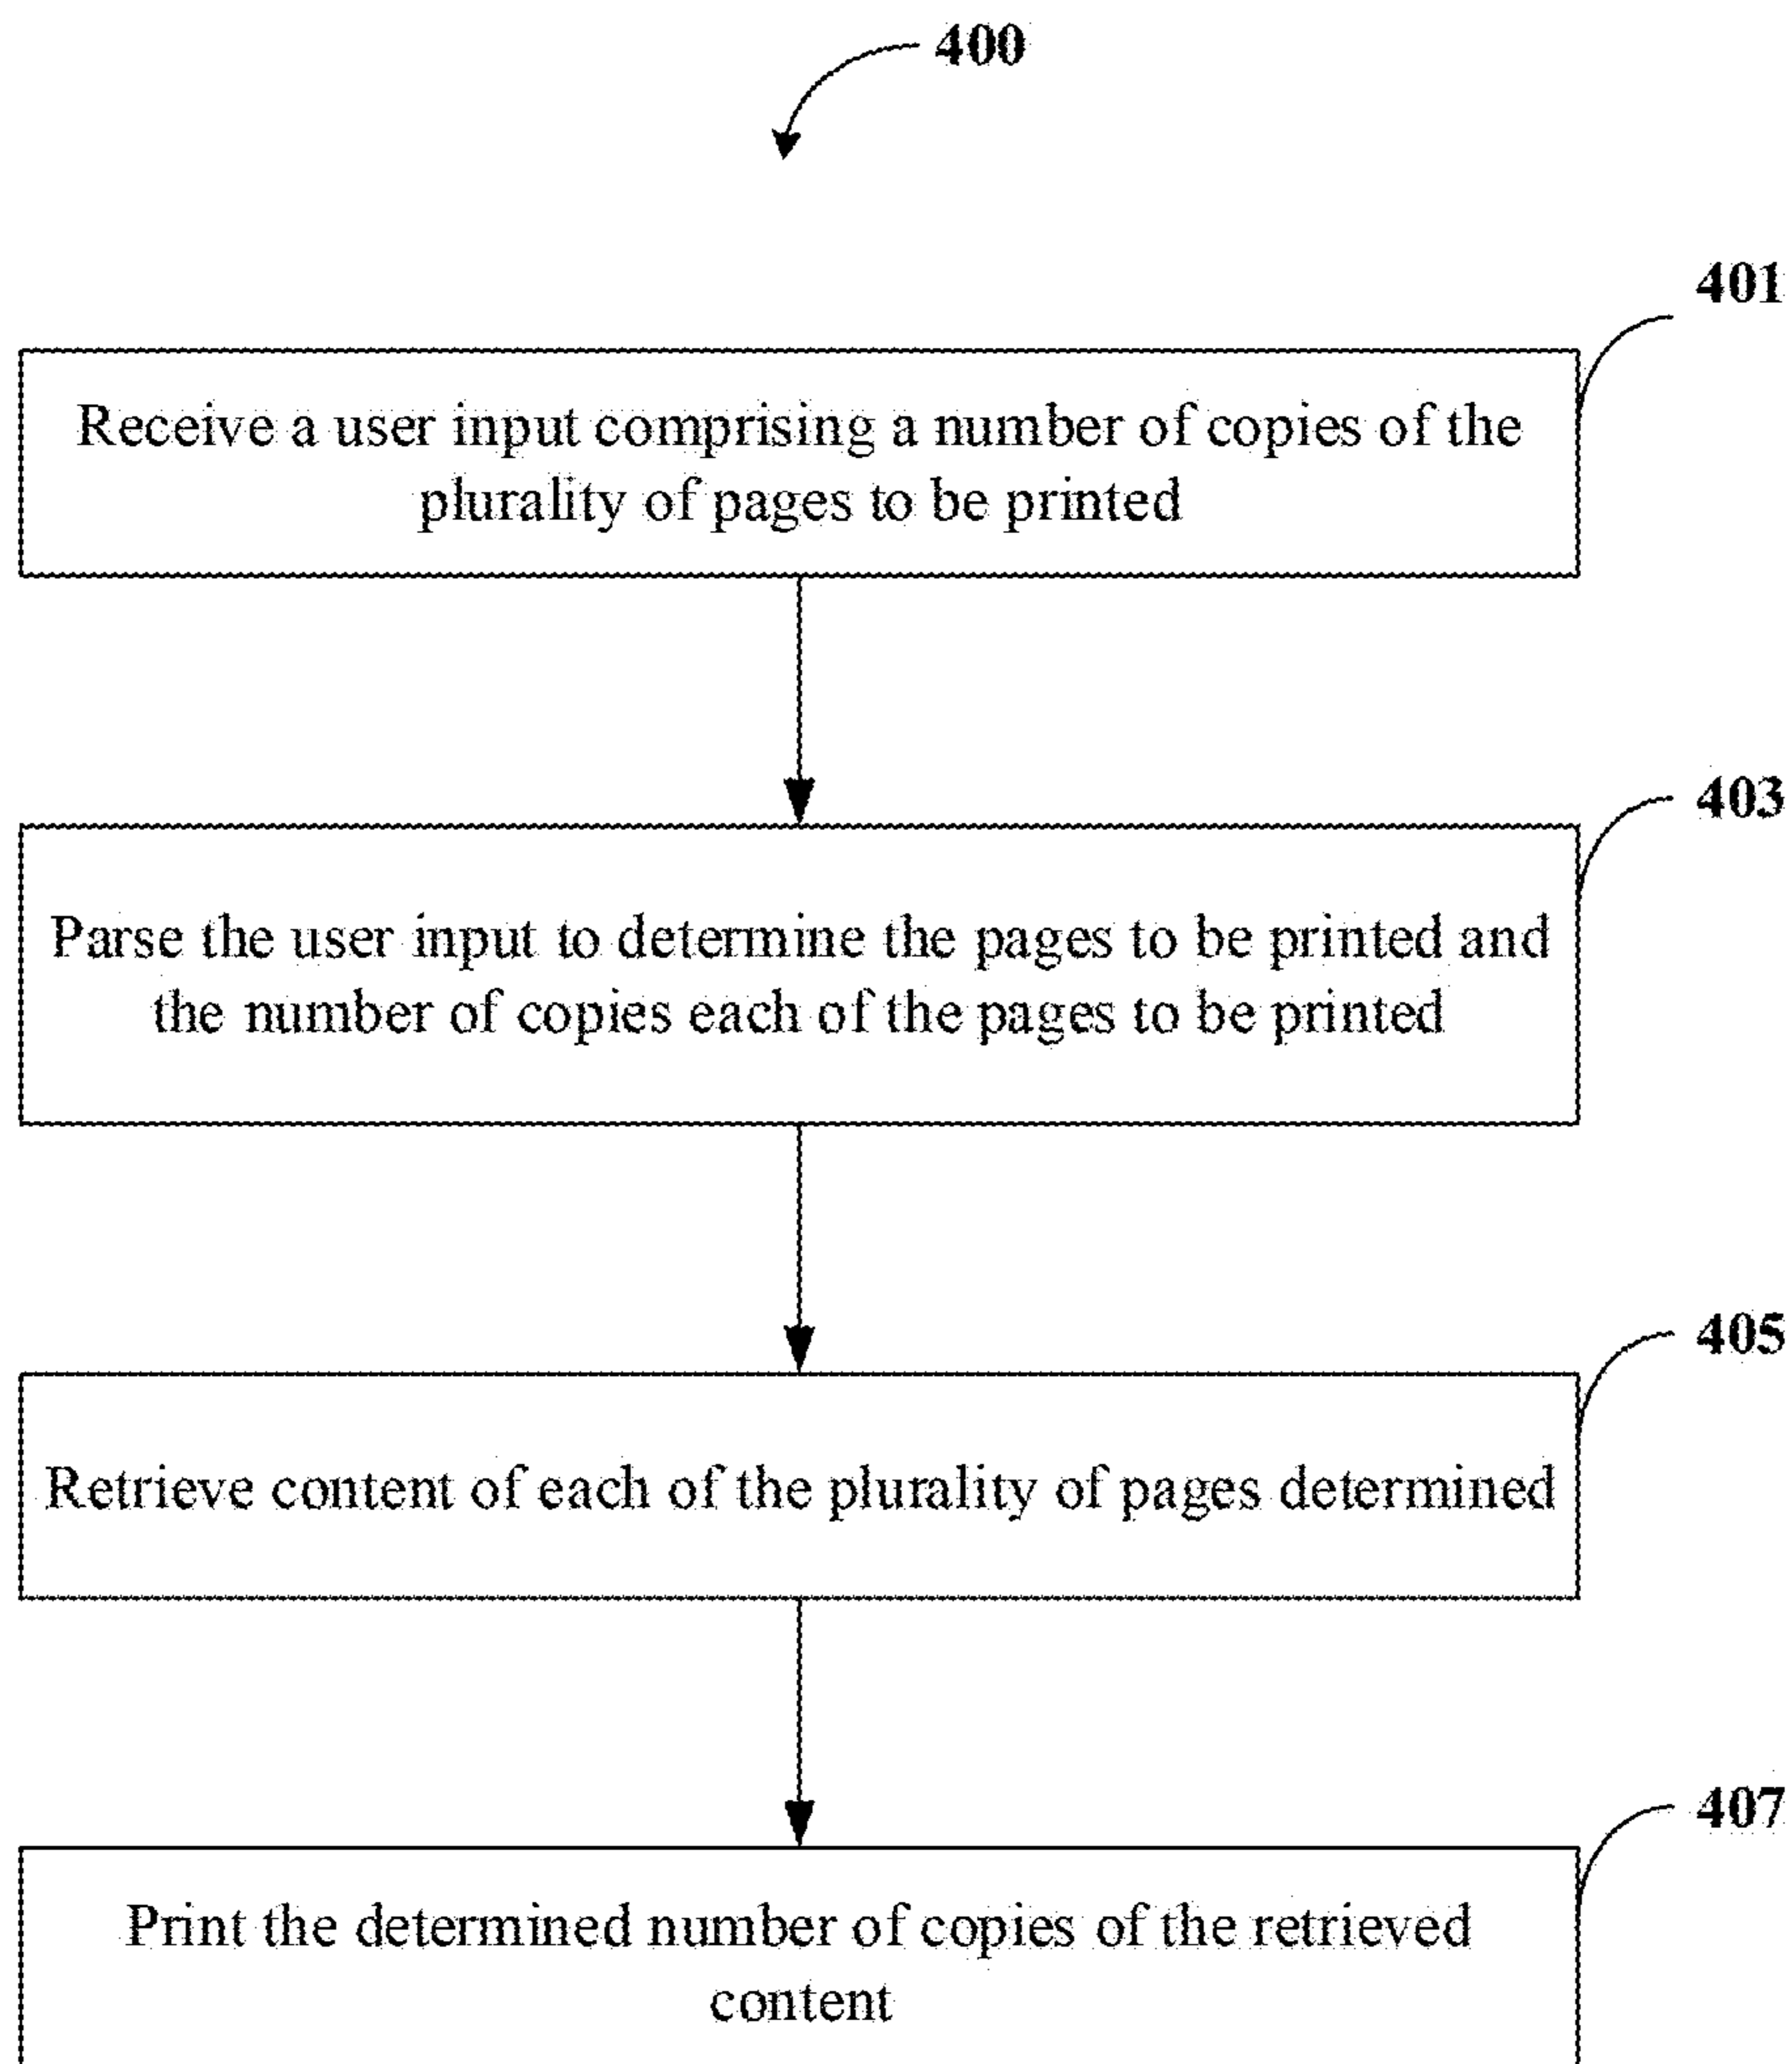 400
401
Receive a user input comprising a number of copies of the
plurality of pages to be printed
403
Parse the user input to determine the pages to be printed and
the number of copies each of the pages to be printed
405
Retrieve content of each of the plurality of pages determined
407
Print the determined number of copies of the retrieved
content